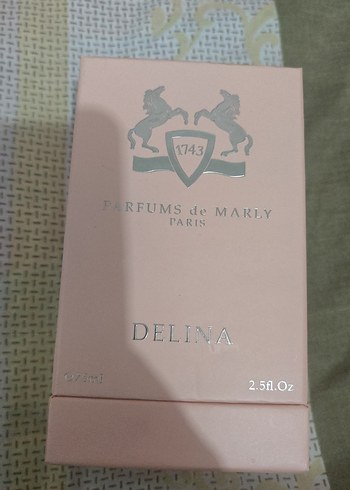 1743
PARFUMS de MARLY
PARIS
DELINA
2.5fl.Oz